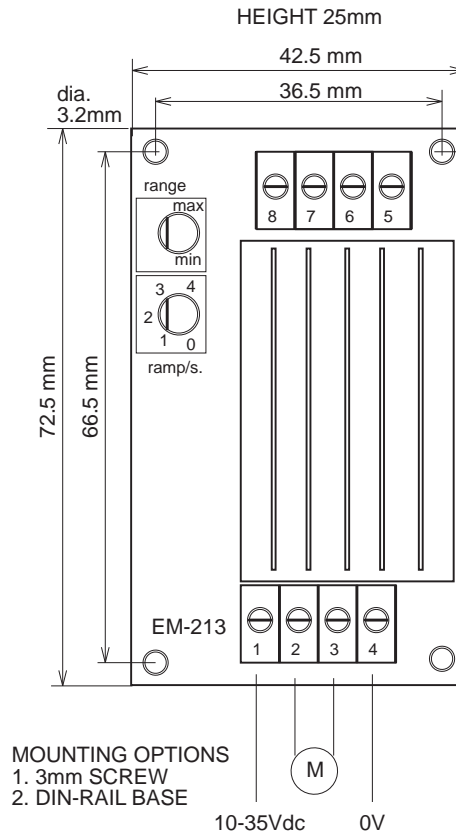 HEIGHT 25mm
42.5 mm
36.5 mm
dia.
3.2mm
range
max
min
8 7 6 5
3 4
2
1 0
ramp/s.
72.5 mm
66.5 mm
EM-213
1 2 3 4
M
MOUNTING OPTIONS
1. 3mm SCREW
2. DIN-RAIL BASE
10-35Vdc 0V